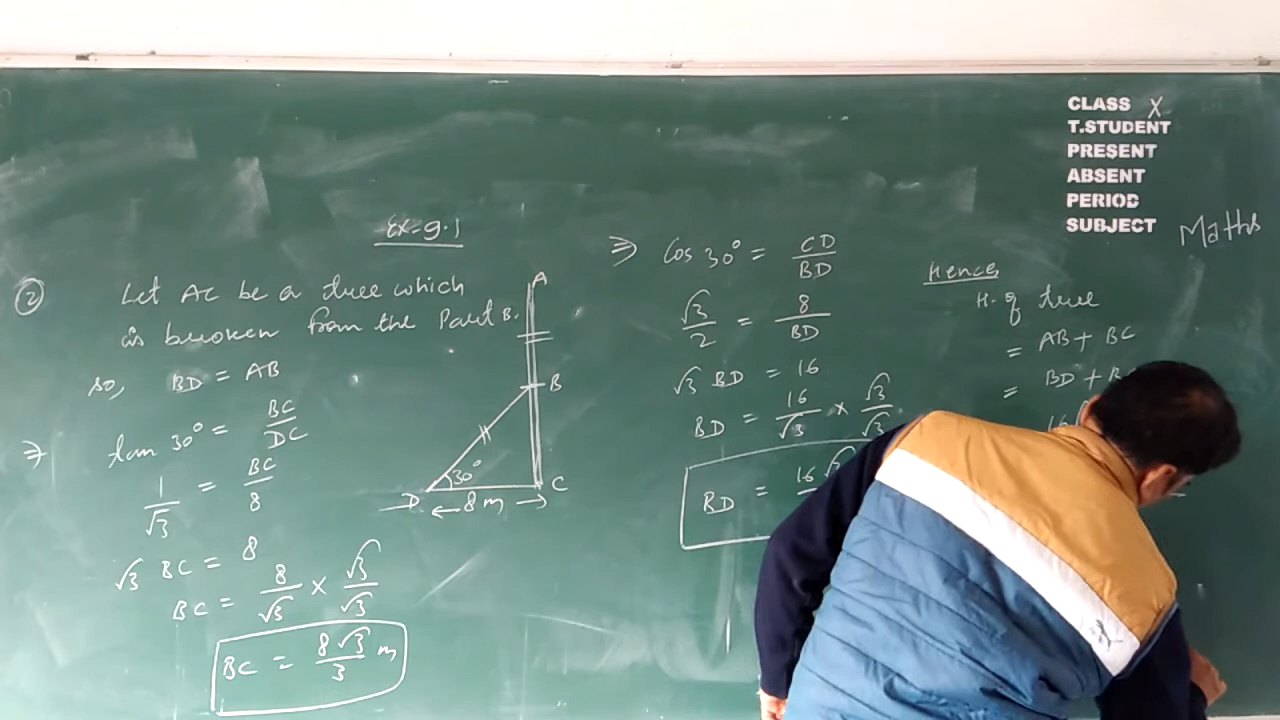 Ex-9.1
② Let AC be a tree which
is broken from the Part B.
so, BD = AB
⇒ tan 30° = BC/DC
1/√3 = BC/8
√3 BC = 8
BC = 8/√3 × √3/√3
BC = 8√3/3 m
A
B
30°
D
C
← 8 m →
⇒ Cos 30° = CD/BD
√3/2 = 8/BD
√3 BD = 16
BD = 16/√3 × √3/√3
BD = 16√3
Hence
H. of tree
= AB + BC
= BD + B
16
CLASS X
T.STUDENT
PRESENT
ABSENT
PERIOD
SUBJECT Maths